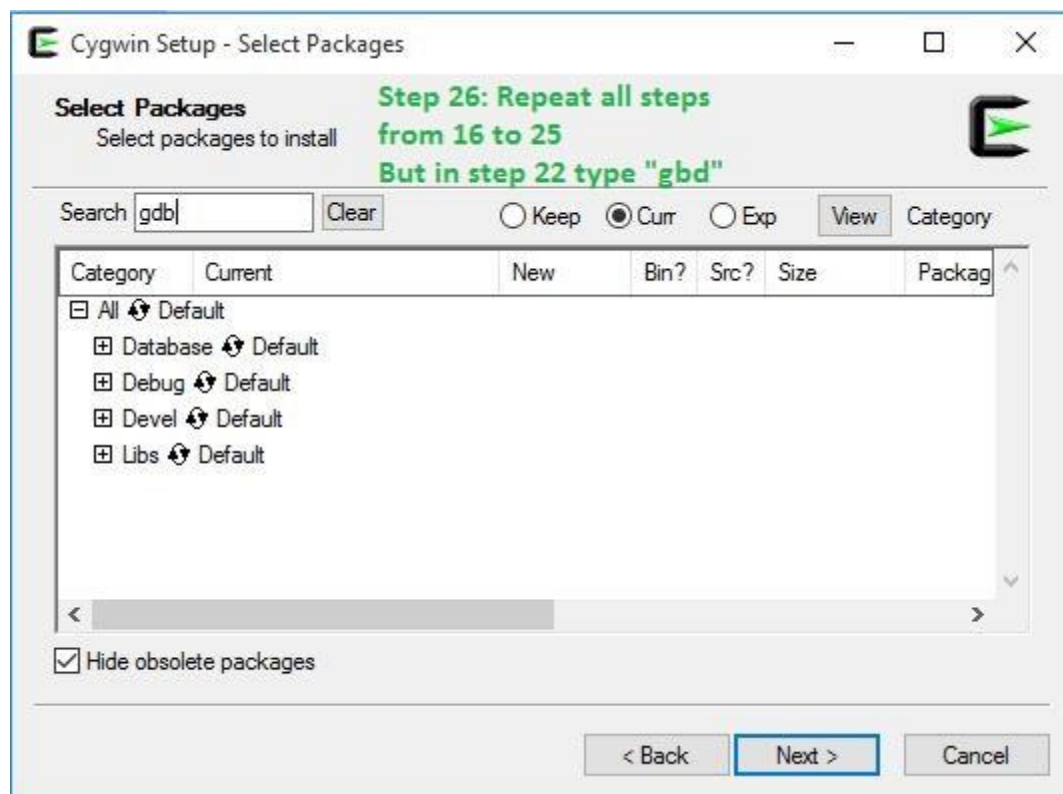 Cygwin Setup - Select Packages
Select Packages
Select packages to install
Step 26: Repeat all steps
from 16 to 25
But in step 22 type "gbd"
Search gdb Clear Keep Curr Exp View Category
Category Current New Bin? Src? Size Packag
All Default
Database Default
Debug Default
Devel Default
Libs Default
Hide obsolete packages
< Back Next > Cancel